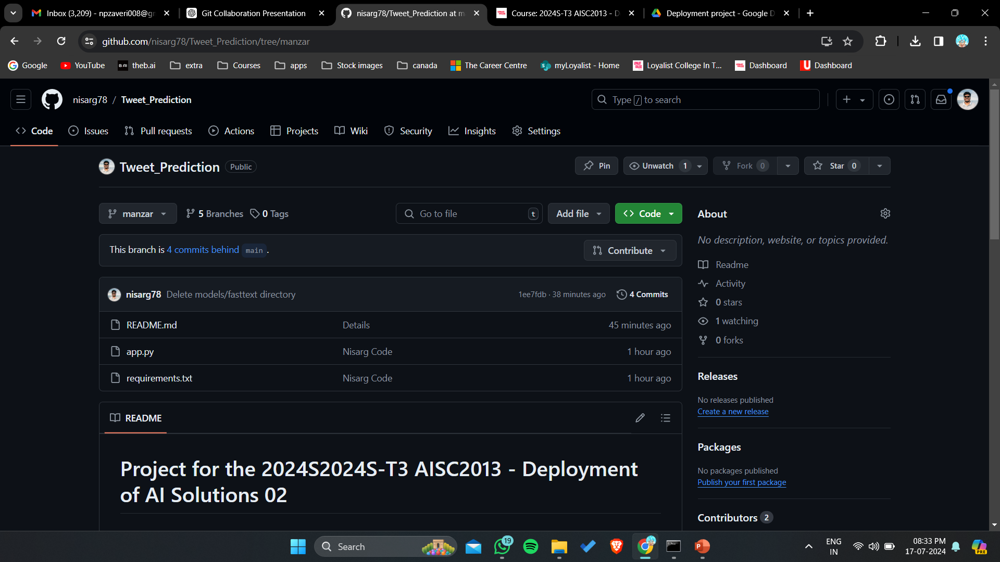 Inbox (3,209) - npzaveri008@gm
Git Collaboration Presentation
nisarg78/Tweet_Prediction at m
Course: 2024S-T3 AISC2013 - D
Deployment project - Google D
github.com/nisarg78/Tweet_Prediction/tree/manzar
Google
YouTube
B AI
theb.ai
extra
Courses
apps
Stock images
canada
The Career Centre
myLoyalist - Home
Loyalist College In T...
Dashboard
Dashboard
nisarg78 / Tweet_Prediction
Type / to search
Code
Issues
Pull requests
Actions
Projects
Wiki
Security
Insights
Settings
Tweet_Prediction Public
Pin
Unwatch 1
Fork 0
Star 0
manzar
5 Branches
0 Tags
Go to file t
Add file
<> Code
This branch is 4 commits behind main .
Contribute
nisarg78 Delete models/fasttext directory 1ee7fdb · 38 minutes ago 4 Commits
README.md Details 45 minutes ago
app.py Nisarg Code 1 hour ago
requirements.txt Nisarg Code 1 hour ago
README
Project for the 2024S2024S-T3 AISC2013 - Deployment
of AI Solutions 02
About
No description, website, or topics provided.
Readme
Activity
0 stars
1 watching
0 forks
Releases
No releases published
Create a new release
Packages
No packages published
Publish your first package
Contributors 2
Search
19
P
PRE
ENG
IN
08:33 PM
17-07-2024